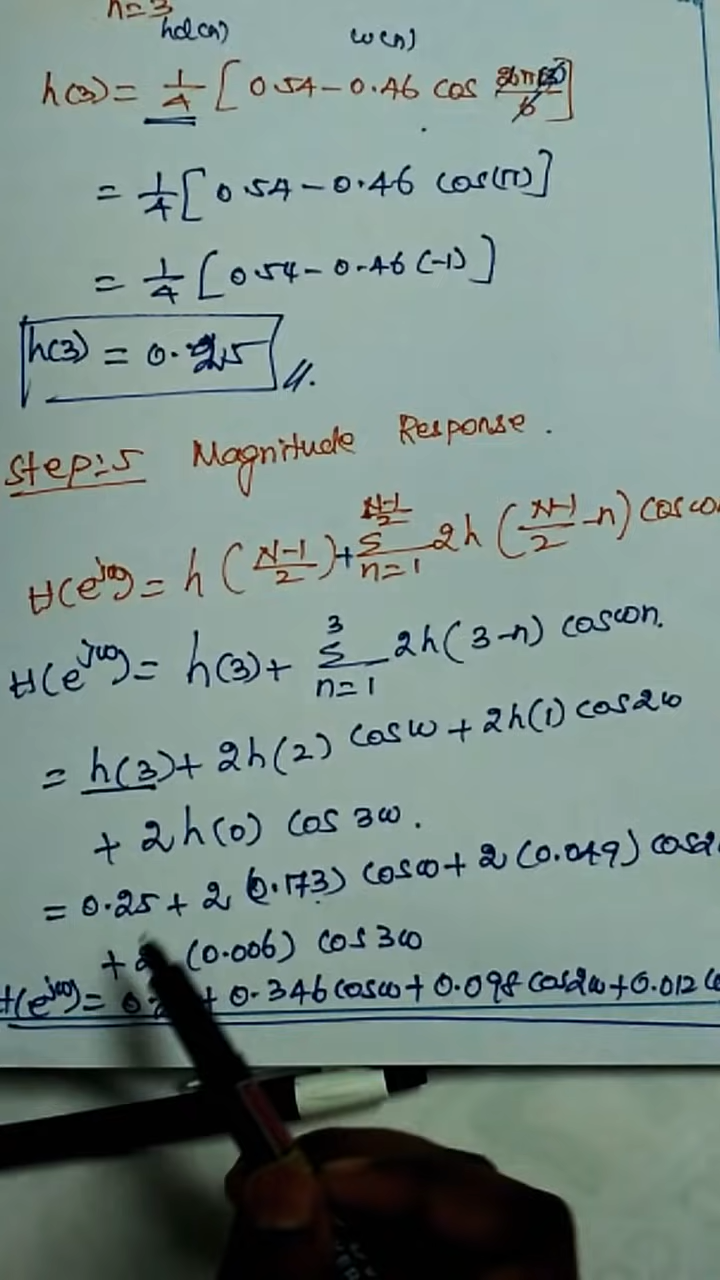 n=3
hd(n) w(n)
h(3) = 1/4 [ 0.54 - 0.46 cos 2π(3)/6 ]
= 1/4 [ 0.54 - 0.46 cos(π) ]
= 1/4 [ 0.54 - 0.46 (-1) ]
h(3) = 0.25 //.
Step:5 Magnitude Response.
H(e^jω) = h(N-1/2) + Σ_{n=1}^{N-1/2} 2h(N-1/2 - n) cos ω
H(e^jω) = h(3) + Σ_{n=1}^{3} 2h(3-n) cos ωn.
= h(3) + 2h(2) cos ω + 2h(1) cos 2ω
+ 2h(0) cos 3ω.
= 0.25 + 2 (0.173) cos ω + 2 (0.049) cos 2
+ 2 (0.006) cos 3ω
H(e^jω) = + 0.346 cos ω + 0.098 cos 2ω + 0.012